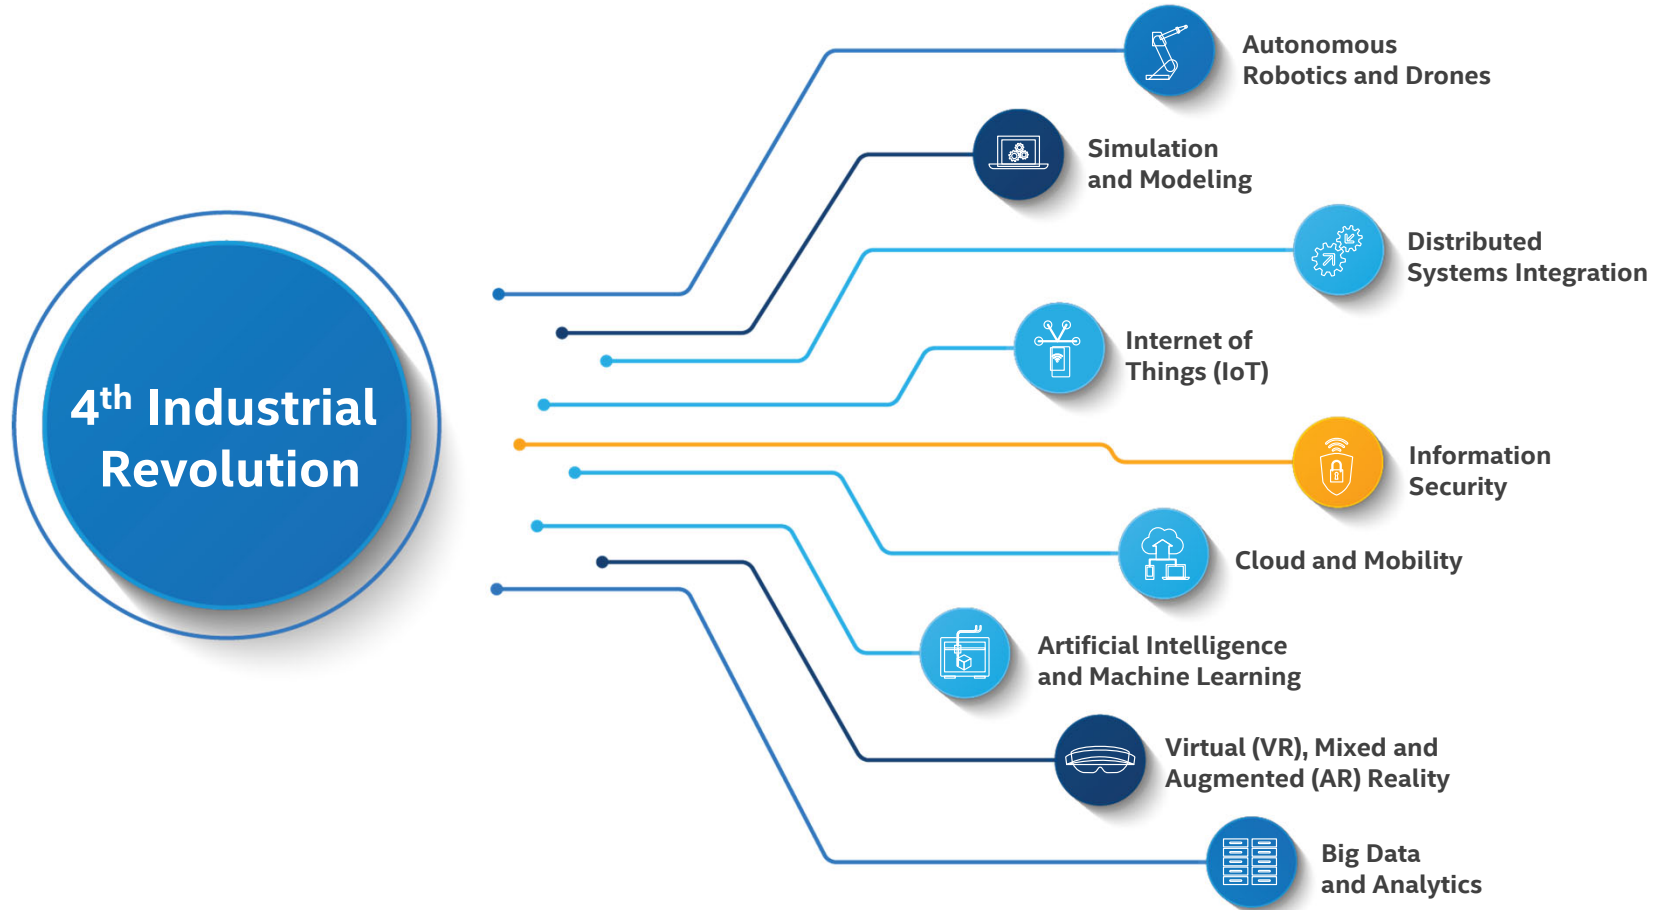 4th Industrial
Revolution
Autonomous
Robotics and Drones
Simulation
and Modeling
Distributed
Systems Integration
Internet of
Things (IoT)
Information
Security
Cloud and Mobility
Artificial Intelligence
and Machine Learning
Virtual (VR), Mixed and
Augmented (AR) Reality
Big Data
and Analytics